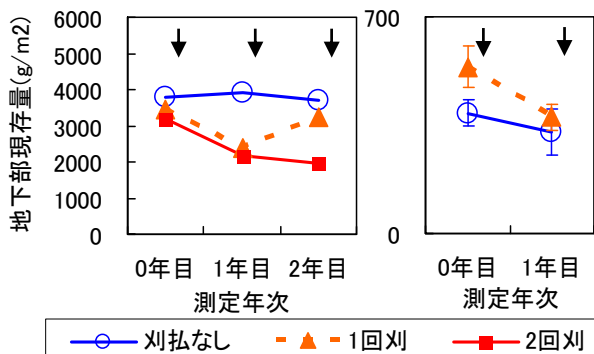 地下部現存量(g/m2)
6000
5000
4000
3000
2000
1000
0
0年目 1年目 2年目
測定年次
700
0
0年目 1年目
測定年次
刈払なし 1回刈 2回刈